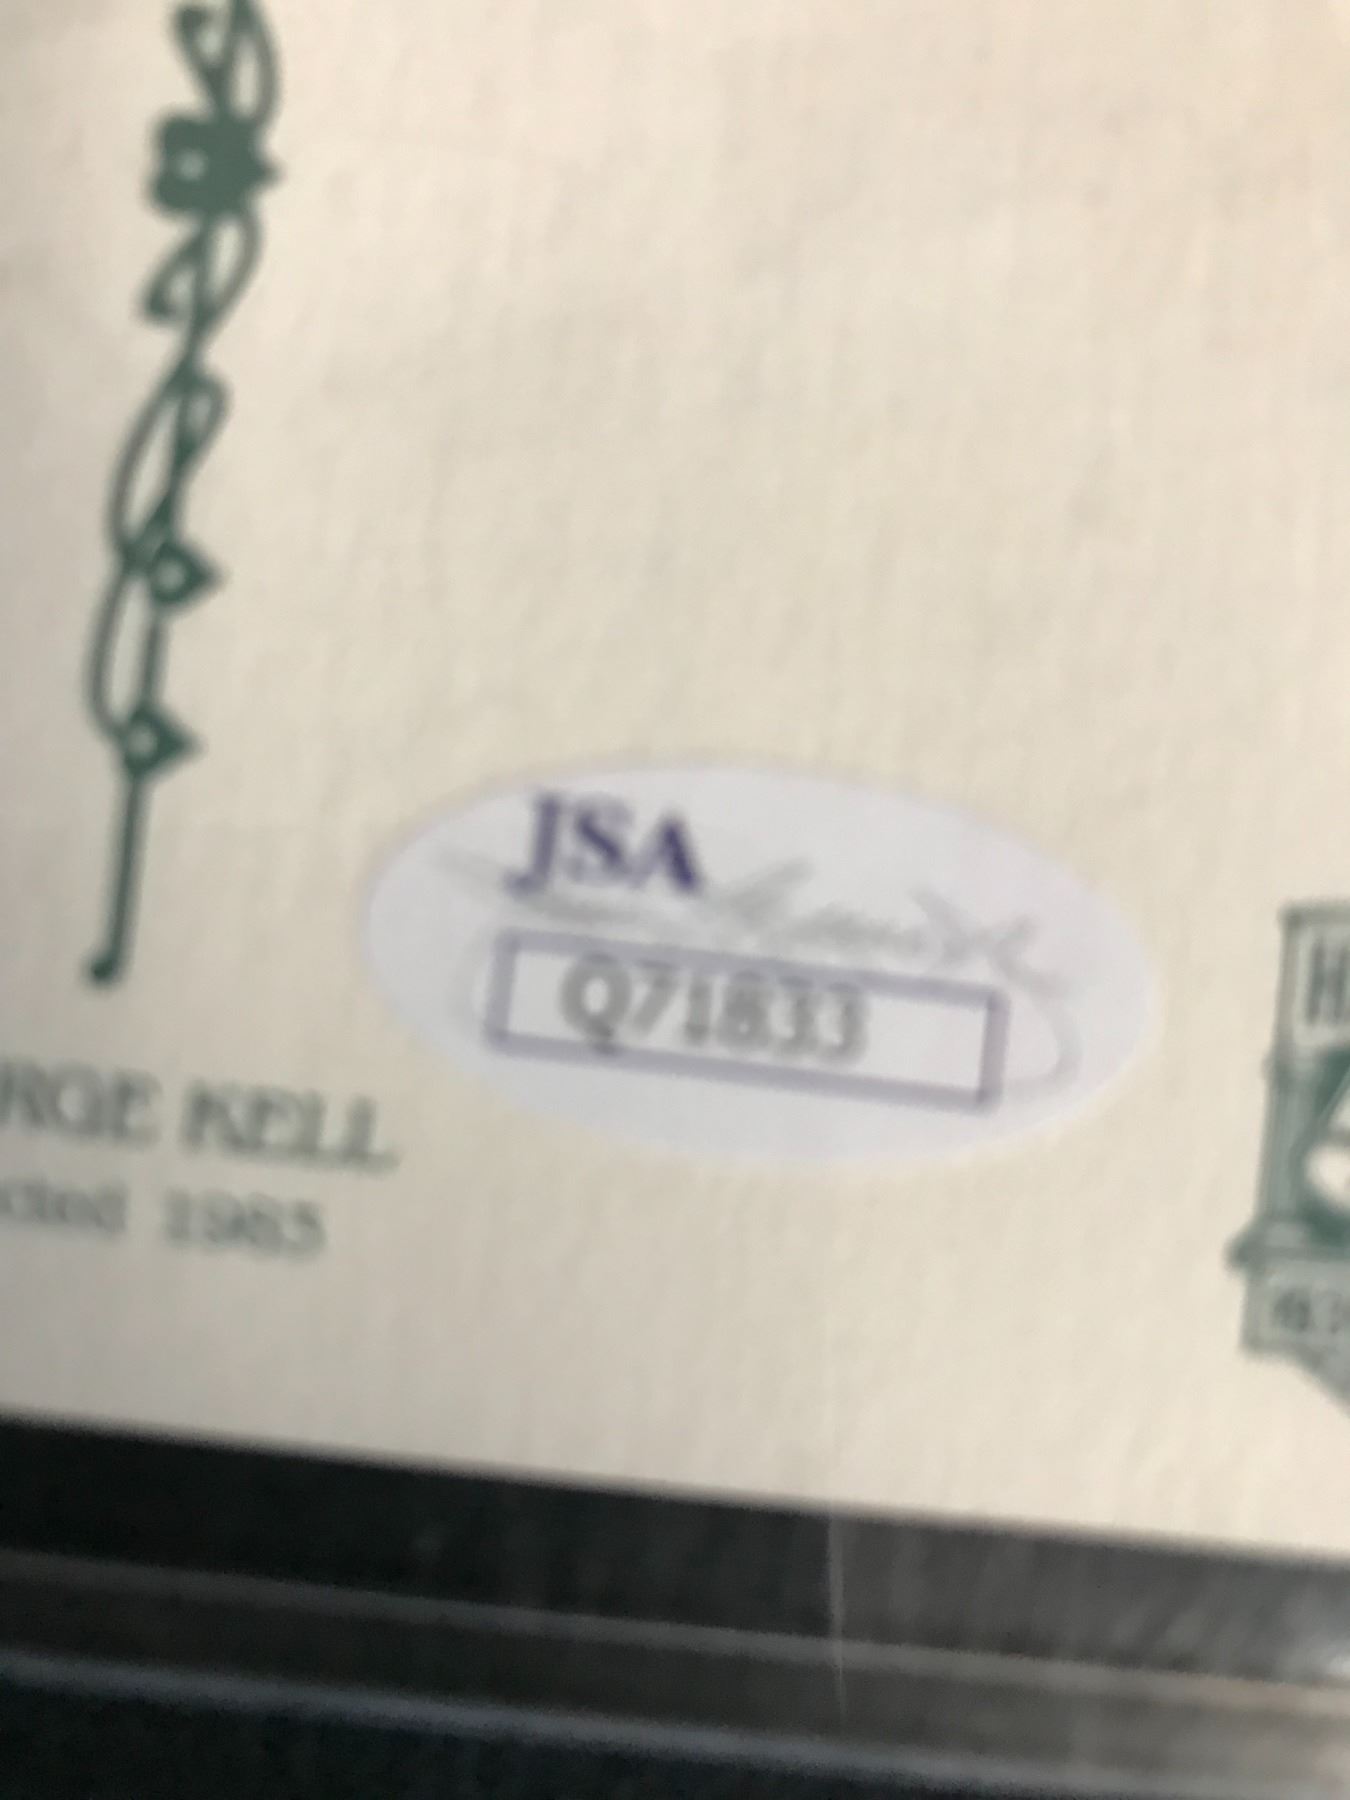 JSA
Q71833
RGE KELL
cted 1983